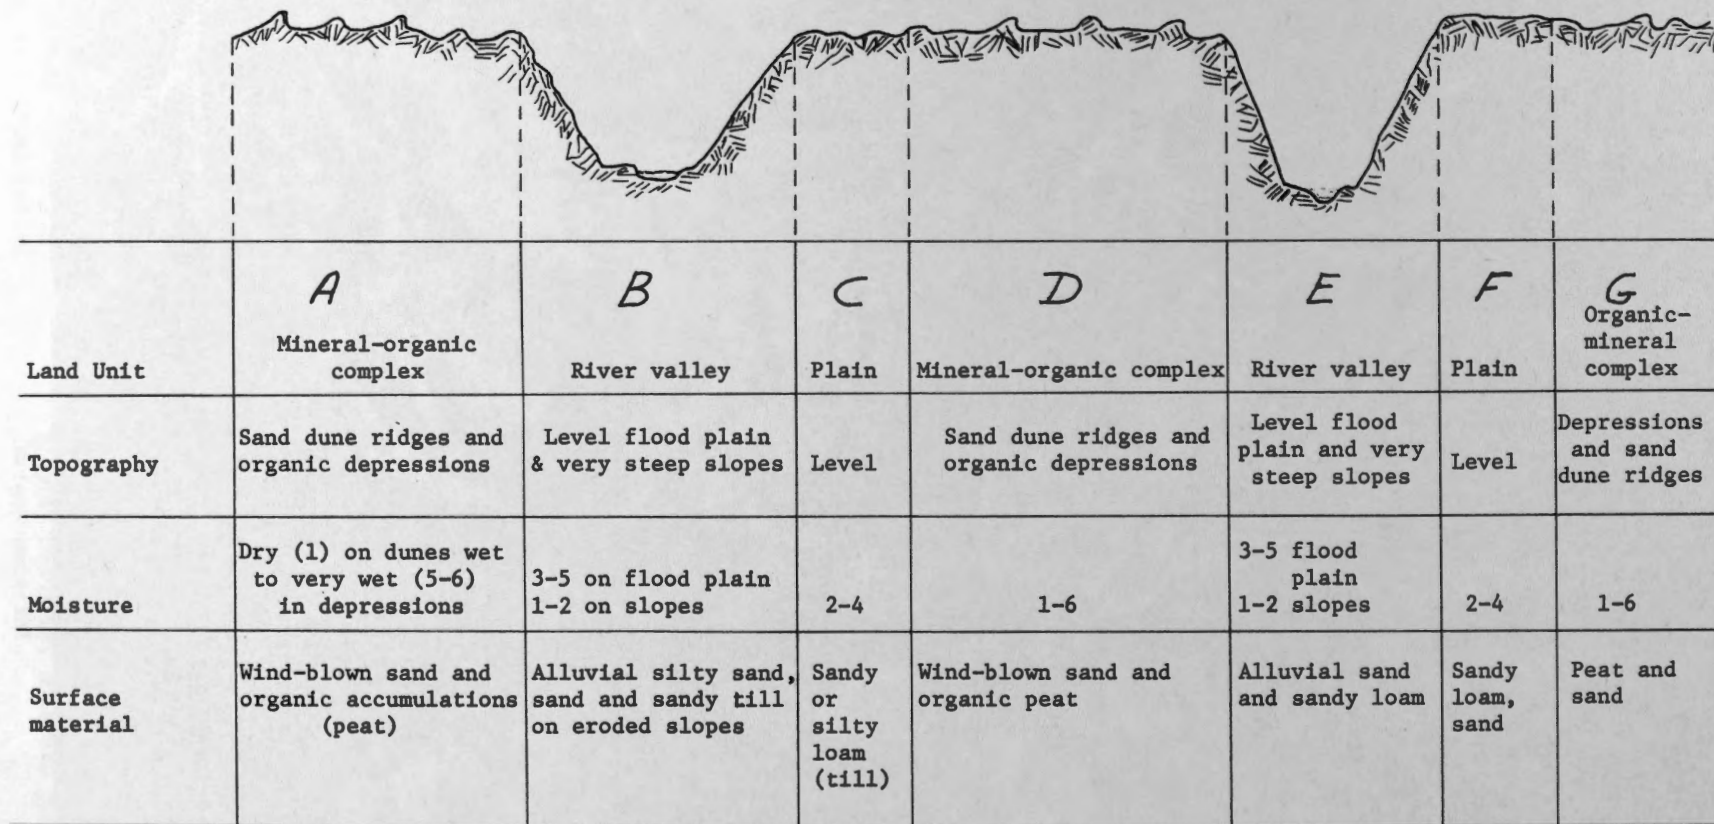 A B C D E F G
Land Unit
Mineral-organic
complex
River valley
Plain
Mineral-organic complex
River valley
Plain
Organic-
mineral
complex
Topography
Sand dune ridges and
organic depressions
Level flood plain
& very steep slopes
Level
Sand dune ridges and
organic depressions
Level flood
plain and very
steep slopes
Level
Depressions
and sand
dune ridges
Moisture
Dry (1) on dunes wet
to very wet (5-6)
in depressions
3-5 on flood plain
1-2 on slopes
2-4
1-6
3-5 flood
plain
1-2 slopes
2-4
1-6
Surface
material
Wind-blown sand and
organic accumulations
(peat)
Alluvial silty sand,
sand and sandy till
on eroded slopes
Sandy
or
silty
loam
(till)
Wind-blown sand and
organic peat
Alluvial sand
and sandy loam
Sandy
loam,
sand
Peat and
sand